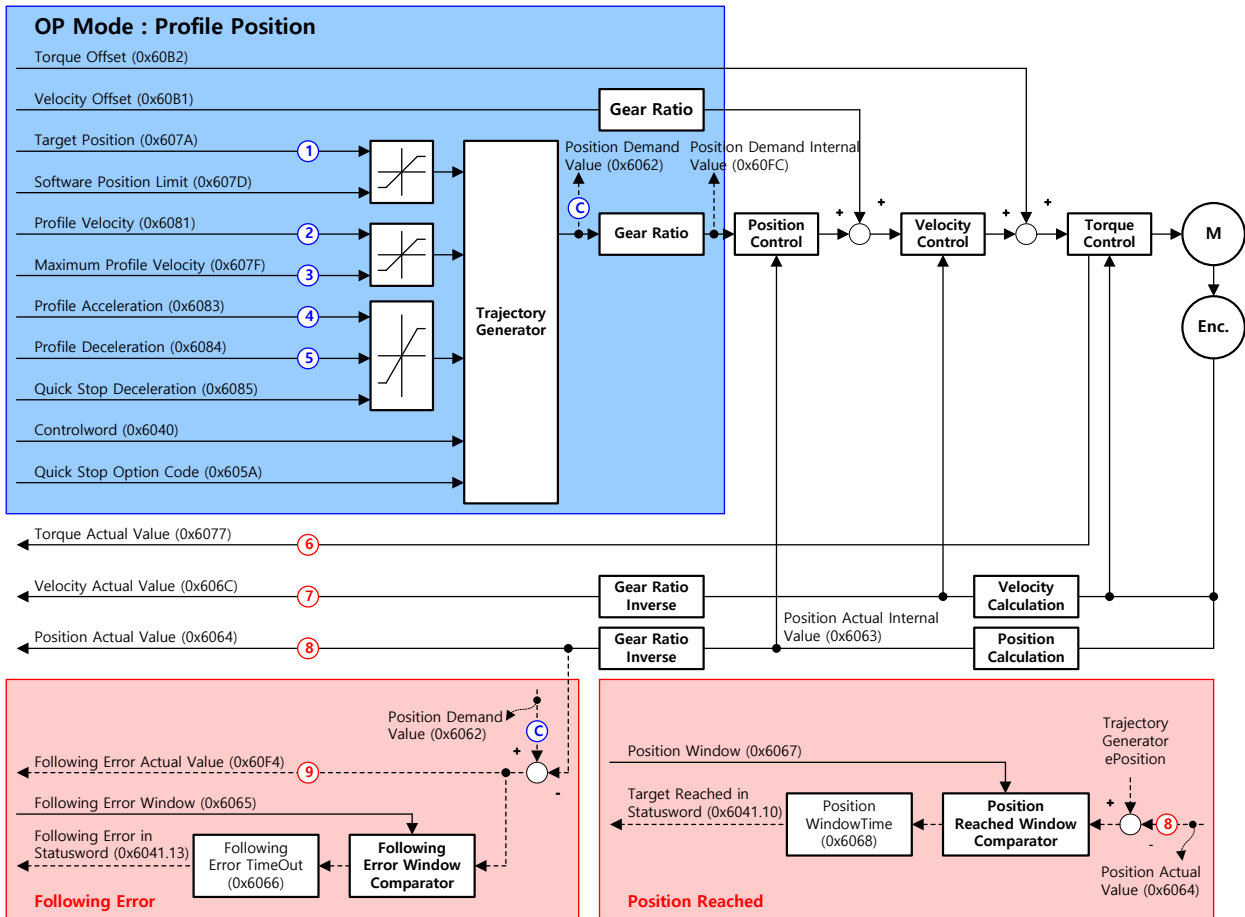 OP Mode : Profile Position
Torque Offset (0x60B2)
Velocity Offset (0x60B1)
Gear Ratio
Target Position (0x607A)
1
Position Demand
Value (0x6062)
Position Demand Internal
Value (0x60FC)
Software Position Limit (0x607D)
C
Profile Velocity (0x6081)
2
Gear Ratio
Position
Control
+
+
Velocity
Control
+
+
Torque
Control
M
Maximum Profile Velocity (0x607F)
3
Profile Acceleration (0x6083)
4
Trajectory
Generator
Enc.
Profile Deceleration (0x6084)
5
Quick Stop Deceleration (0x6085)
Controlword (0x6040)
Quick Stop Option Code (0x605A)
Torque Actual Value (0x6077)
6
Velocity Actual Value (0x606C)
7
Gear Ratio
Inverse
Velocity
Calculation
Position Actual Value (0x6064)
8
Gear Ratio
Inverse
Position Actual Internal
Value (0x6063)
Position
Calculation
Position Demand
Value (0x6062)
C
+
-
Following Error Actual Value (0x60F4)
9
Following Error Window (0x6065)
Following Error in
Statusword (0x6041.13)
Following
Error TimeOut
(0x6066)
Following
Error Window
Comparator
Following Error
Trajectory
Generator
ePosition
Position Window (0x6067)
Target Reached in
Statusword (0x6041.10)
Position
WindowTime
(0x6068)
Position
Reached Window
Comparator
+
-
8
Position Actual
Value (0x6064)
Position Reached